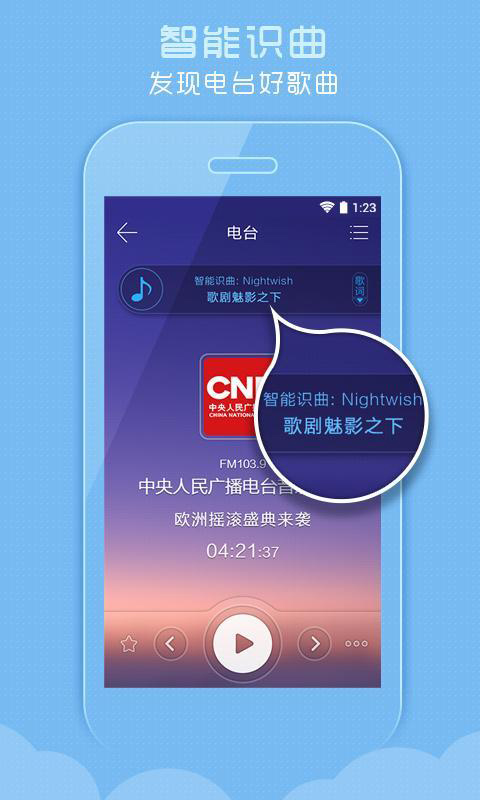 智能识曲
发现电台好歌曲
1:23
电台
智能识曲: Nightwish
歌剧魅影之下
歌词
智能识曲: Nightwish
歌剧魅影之下
CN
中央人民广
CHINA NATIONAL
FM103.9
中央人民广播电台音
欧洲摇滚盛典来袭
04:21:37